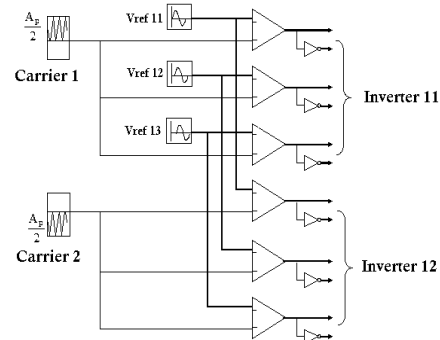 Vref 11
A_P
2
Carrier 1
Vref 12
Inverter 11
Vref 13
A_P
2
Carrier 2
Inverter 12